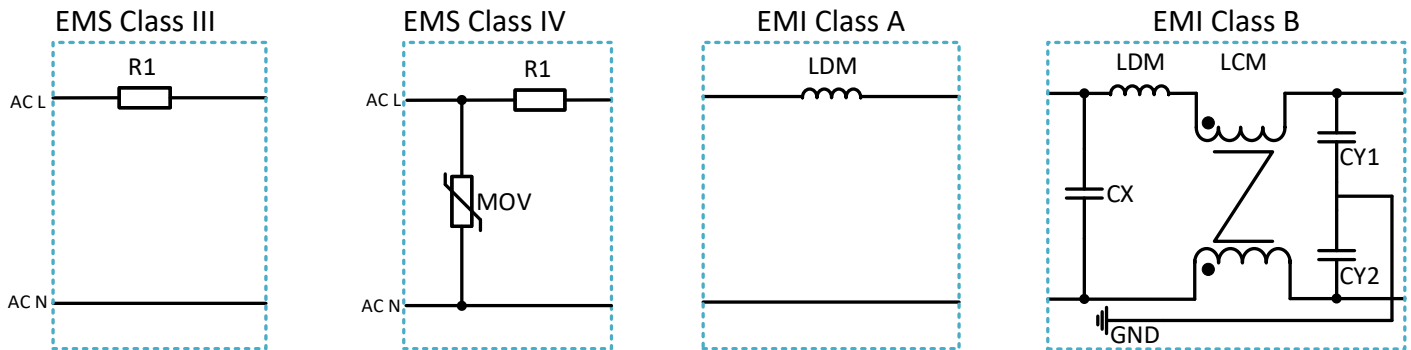 EMS Class III
EMS Class IV
EMI Class A
EMI Class B
R1
R1
LDM
LDM
LCM
AC L
AC L
CY1
MOV
CX
CY2
AC N
AC N
GND